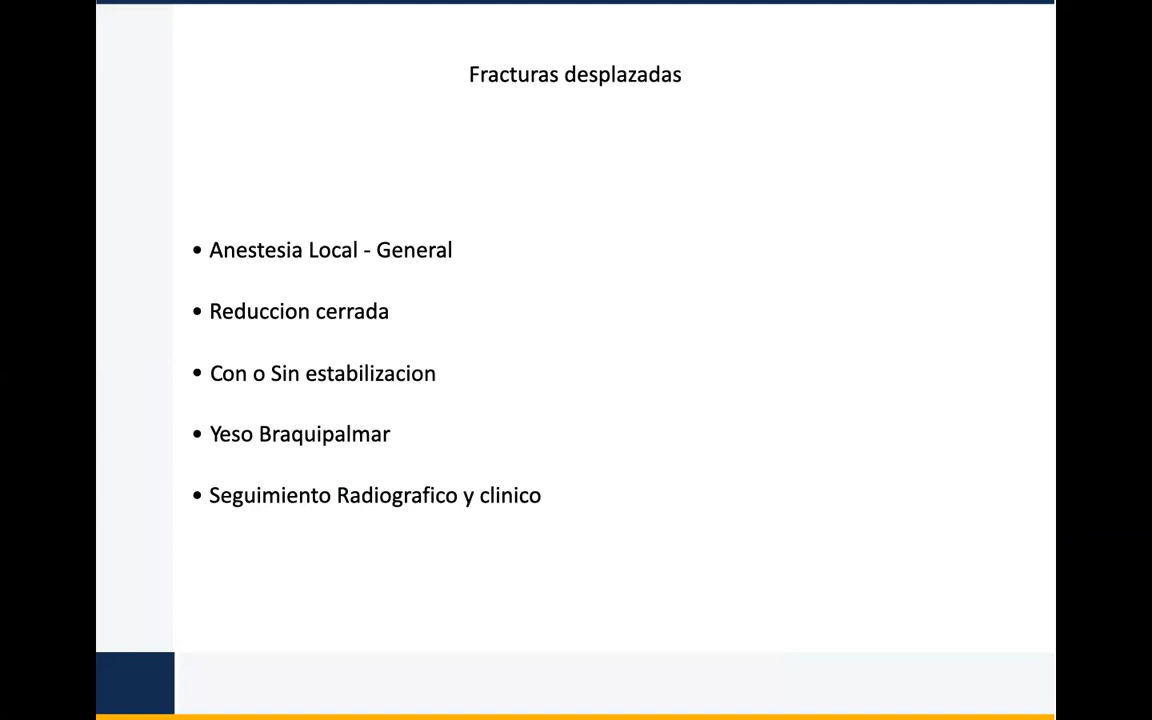 Fracturas desplazadas
• Anestesia Local - General
• Reduccion cerrada
• Con o Sin estabilizacion
• Yeso Braquipalmar
• Seguimiento Radiografico y clinico